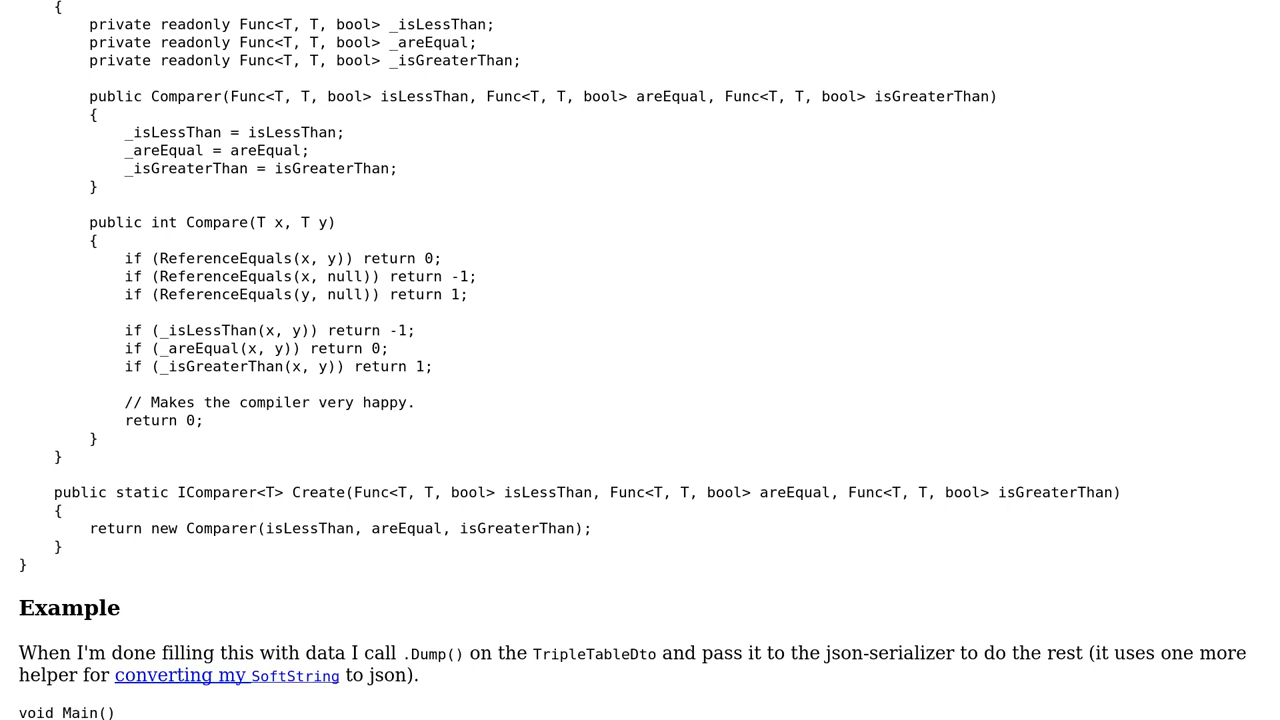 {
private readonly Func<T, T, bool> _isLessThan;
private readonly Func<T, T, bool> _areEqual;
private readonly Func<T, T, bool> _isGreaterThan;
public Comparer(Func<T, T, bool> isLessThan, Func<T, T, bool> areEqual, Func<T, T, bool> isGreaterThan)
{
_isLessThan = isLessThan;
_areEqual = areEqual;
_isGreaterThan = isGreaterThan;
}
public int Compare(T x, T y)
{
if (ReferenceEquals(x, y)) return 0;
if (ReferenceEquals(x, null)) return -1;
if (ReferenceEquals(y, null)) return 1;
if (_isLessThan(x, y)) return -1;
if (_areEqual(x, y)) return 0;
if (_isGreaterThan(x, y)) return 1;
// Makes the compiler very happy.
return 0;
}
}
public static IComparer<T> Create(Func<T, T, bool> isLessThan, Func<T, T, bool> areEqual, Func<T, T, bool> isGreaterThan)
{
return new Comparer(isLessThan, areEqual, isGreaterThan);
}
}
Example
When I'm done filling this with data I call .Dump() on the TripleTableDto and pass it to the json-serializer to do the rest (it uses one more
helper for converting my SoftString to json).
void Main()